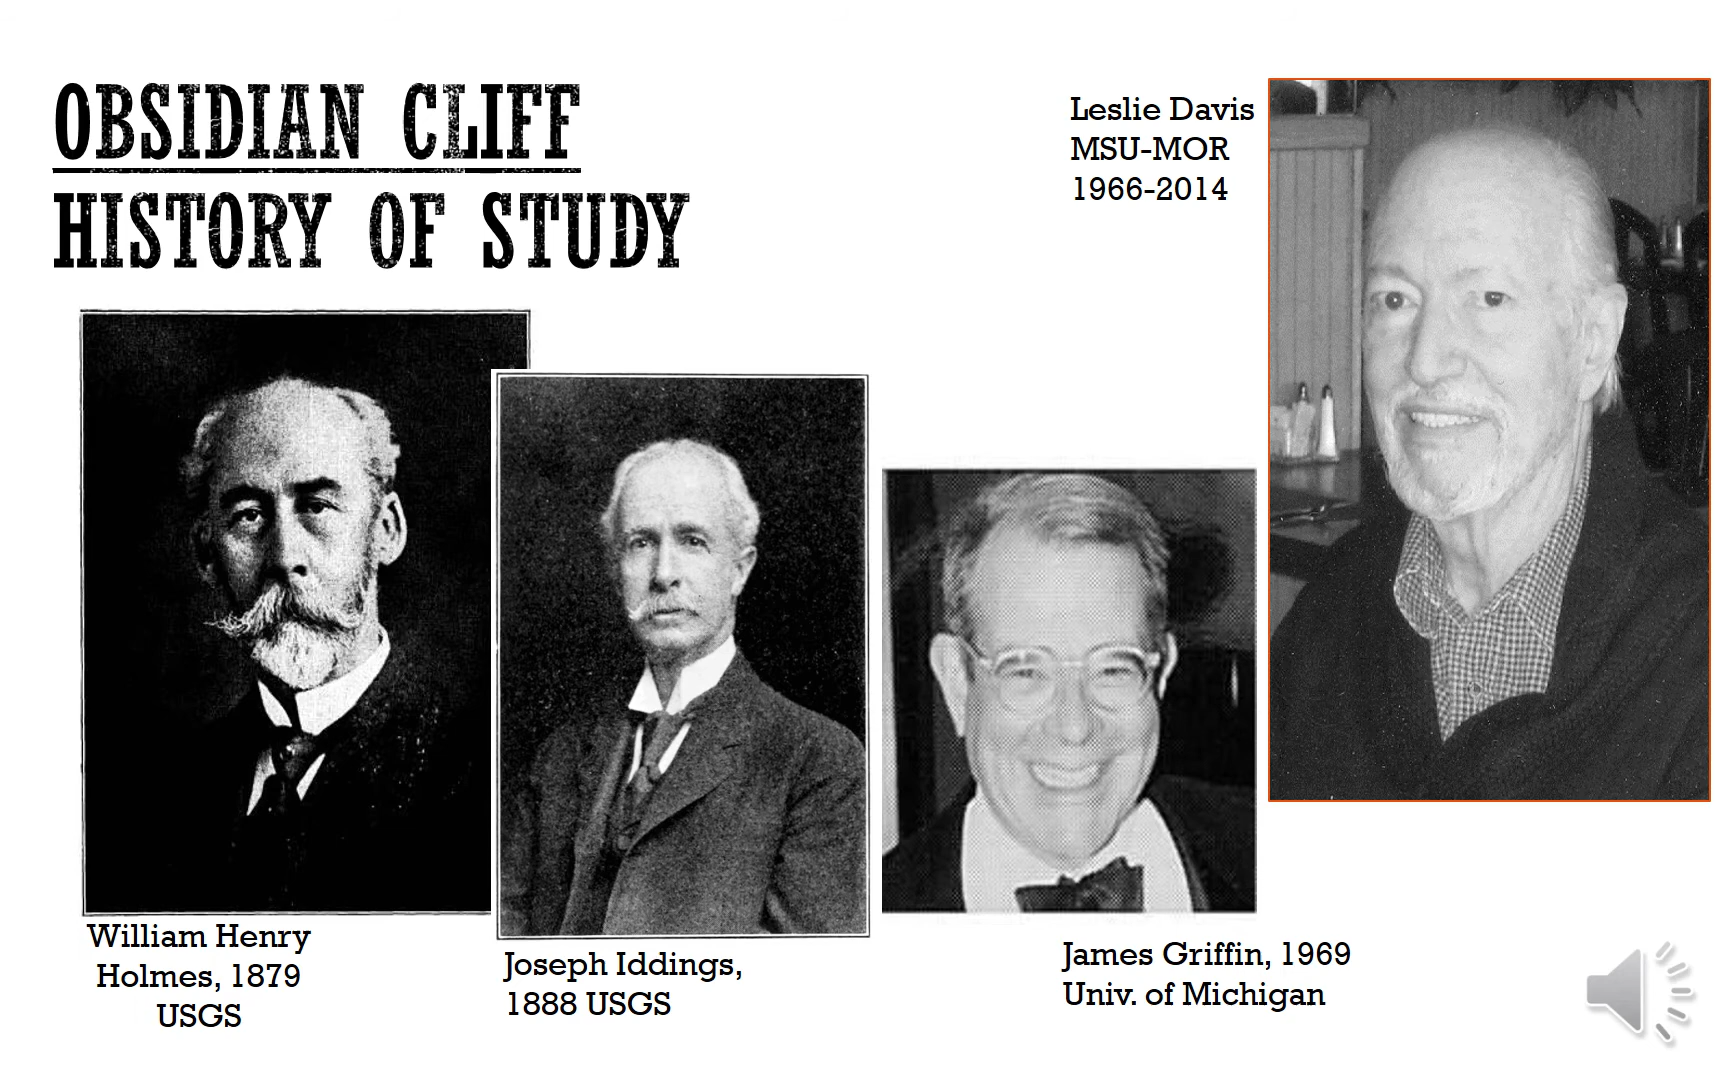 OBSIDIAN CLIFF
HISTORY OF STUDY
Leslie Davis
MSU-MOR
1966-2014
William Henry
Holmes, 1879
USGS
Joseph Iddings,
1888 USGS
James Griffin, 1969
Univ. of Michigan